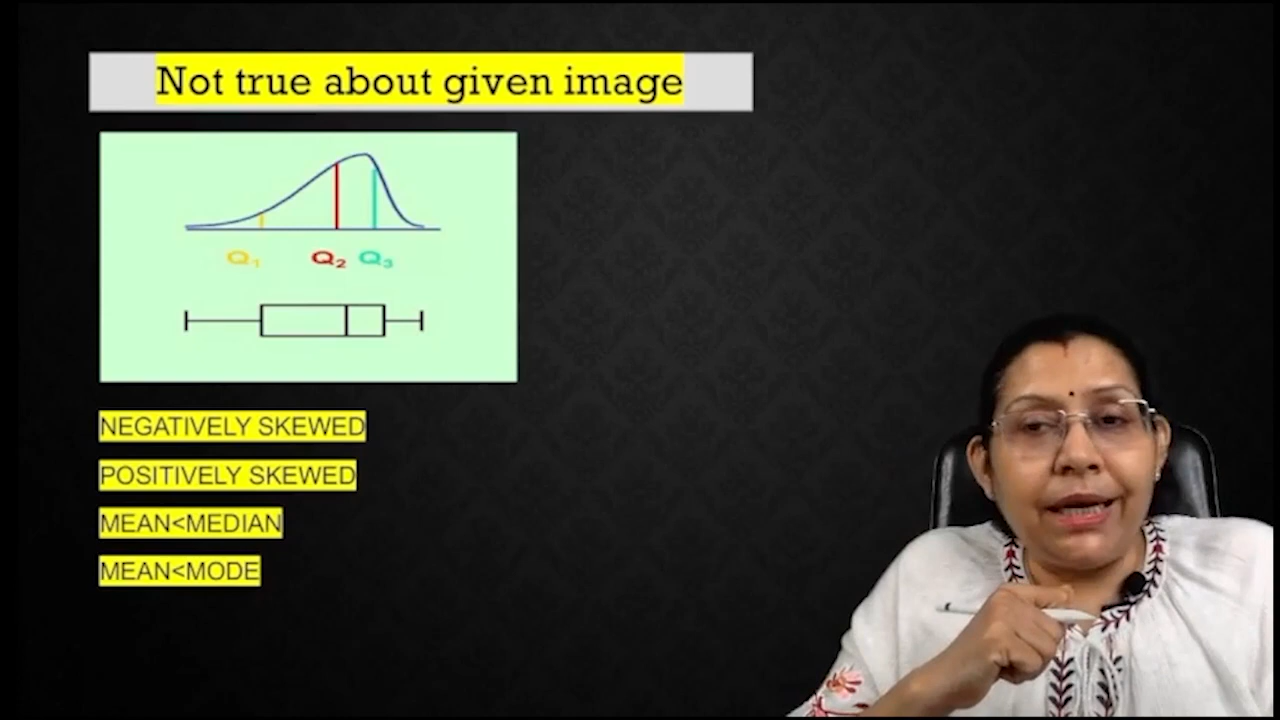 Not true about given image
Q₁ Q₂ Q₃
NEGATIVELY SKEWED
POSITIVELY SKEWED
MEAN<MEDIAN
MEAN<MODE